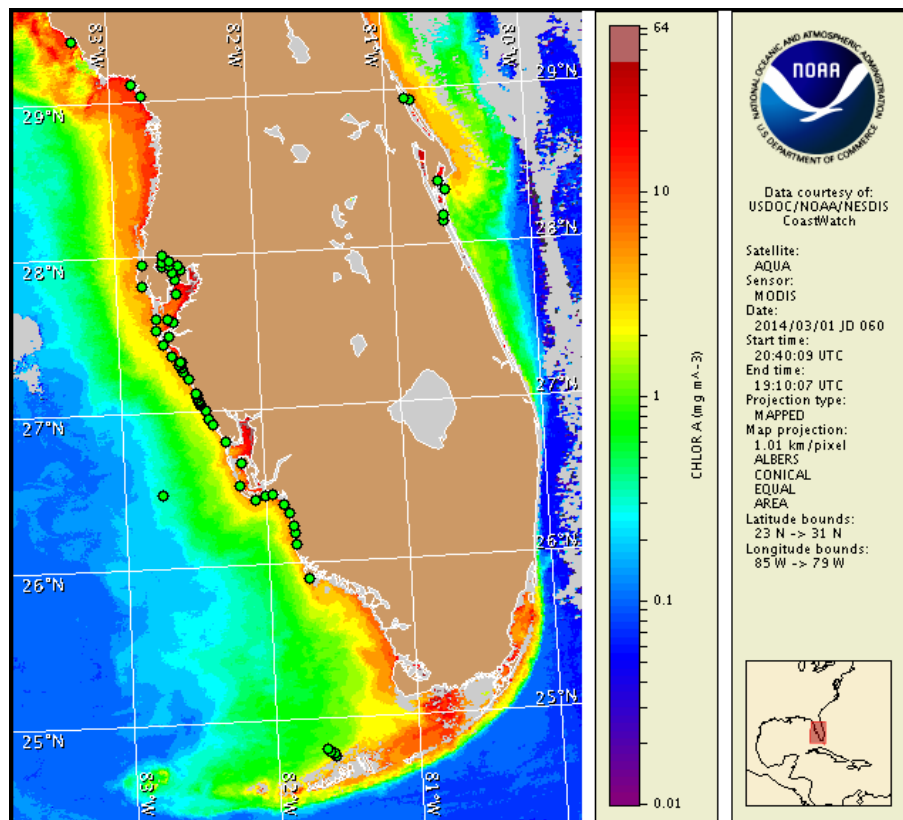 83°W
82°W
81°W
80°W
29°N
29°N
28°N
28°N
27°N
27°N
26°N
26°N
25°N
25°N
83°W
82°W
81°W
64
10
1
0.1
0.01
CHLOR A (mg m^-3)
NATIONAL OCEANIC AND ATMOSPHERIC ADMINISTRATION
NOAA
U.S. DEPARTMENT OF COMMERCE
Data courtesy of:
USDOC/NOAA/NESDIS
CoastWatch
Satellite:
AQUA
Sensor:
MODIS
Date:
2014/03/01 JD 060
Start time:
20:40:09 UTC
End time:
19:10:07 UTC
Projection type:
MAPPED
Map projection:
1.01 km/pixel
ALBERS
CONICAL
EQUAL
AREA
Latitude bounds:
23 N -> 31 N
Longitude bounds:
85 W -> 79 W